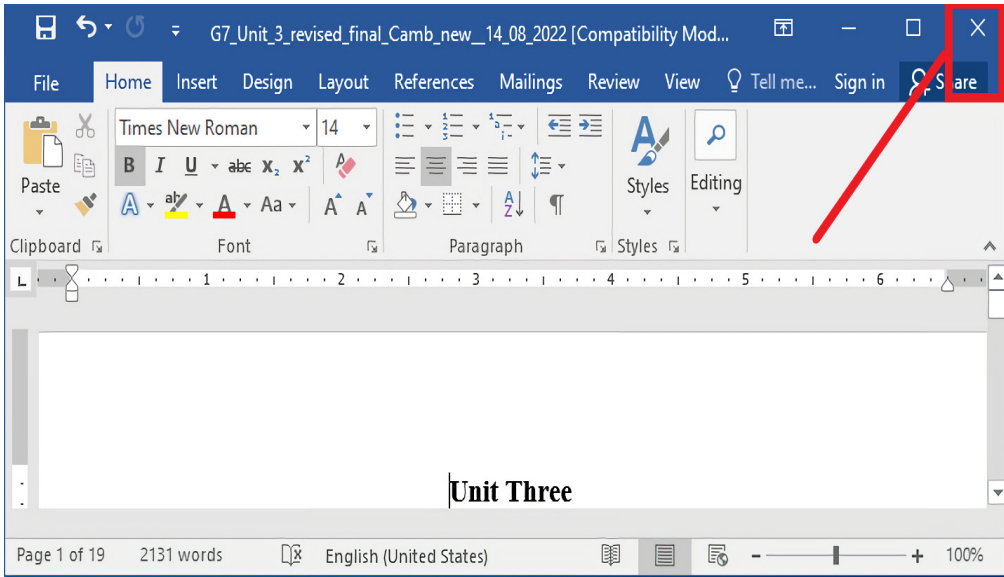 G7_Unit_3_revised_final_Camb_new__14_08_2022 [Compatibility Mod...
File Home Insert Design Layout References Mailings Review View Tell me... Sign in Share
Times New Roman 14
B I U abc X₂ X²
Paste Styles Editing
A aby A Aa A A A Z
Clipboard Font Paragraph Styles
L 1 2 3 4 5 6
Unit Three
Page 1 of 19 2131 words English (United States) 100%